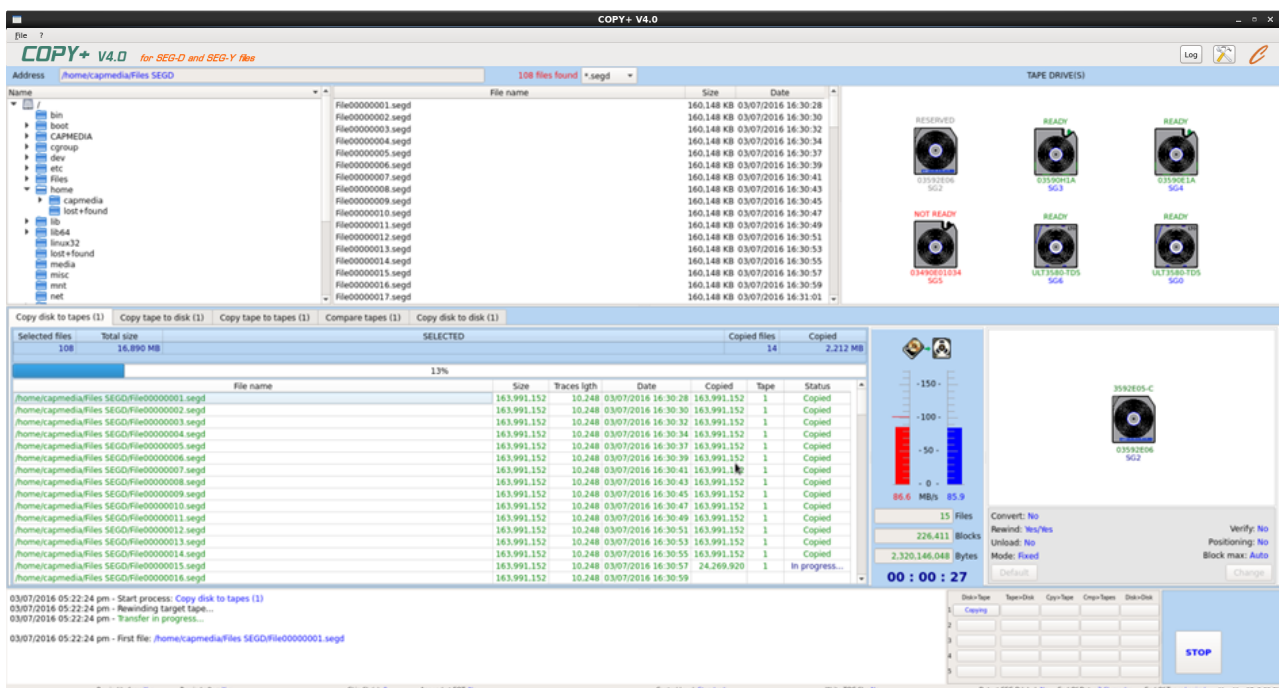 COPY+ V4.0
File ?
COPY+ V4.0 for SEG-D and SEG-Y files
Log
Address /home/capmedia/Files SEGD 108 files found *.segd TAPE DRIVE(S)
Name
/
bin
boot
CAPMEDIA
cgroup
dev
etc
Files
home
capmedia
lost+found
lib
lib64
linux32
lost+found
media
misc
mnt
net
File name Size Date
File00000001.segd 160,148 KB 03/07/2016 16:30:28
File00000002.segd 160,148 KB 03/07/2016 16:30:30
File00000003.segd 160,148 KB 03/07/2016 16:30:32
File00000004.segd 160,148 KB 03/07/2016 16:30:34
File00000005.segd 160,148 KB 03/07/2016 16:30:37
File00000006.segd 160,148 KB 03/07/2016 16:30:39
File00000007.segd 160,148 KB 03/07/2016 16:30:41
File00000008.segd 160,148 KB 03/07/2016 16:30:43
File00000009.segd 160,148 KB 03/07/2016 16:30:45
File00000010.segd 160,148 KB 03/07/2016 16:30:47
File00000011.segd 160,148 KB 03/07/2016 16:30:49
File00000012.segd 160,148 KB 03/07/2016 16:30:51
File00000013.segd 160,148 KB 03/07/2016 16:30:53
File00000014.segd 160,148 KB 03/07/2016 16:30:55
File00000015.segd 160,148 KB 03/07/2016 16:30:57
File00000016.segd 160,148 KB 03/07/2016 16:30:59
File00000017.segd 160,148 KB 03/07/2016 16:31:01
RESERVED READY READY
03592E06 03590H1A 03590E1A
SG2 SG3 SG4
NOT READY READY READY
03490E01034 ULT3580-TD5 ULT3580-TD5
SG5 SG6 SG0
Copy disk to tapes (1) Copy tape to disk (1) Copy tape to tapes (1) Compare tapes (1) Copy disk to disk (1)
Selected files Total size SELECTED Copied files Copied
108 16,890 MB 14 2,212 MB
13%
File name Size Traces lgth Date Copied Tape Status
/home/capmedia/Files SEGD/File00000001.segd 163,991,152 10,248 03/07/2016 16:30:28 163,991,152 1 Copied
/home/capmedia/Files SEGD/File00000002.segd 163,991,152 10,248 03/07/2016 16:30:30 163,991,152 1 Copied
/home/capmedia/Files SEGD/File00000003.segd 163,991,152 10,248 03/07/2016 16:30:32 163,991,152 1 Copied
/home/capmedia/Files SEGD/File00000004.segd 163,991,152 10,248 03/07/2016 16:30:34 163,991,152 1 Copied
/home/capmedia/Files SEGD/File00000005.segd 163,991,152 10,248 03/07/2016 16:30:37 163,991,152 1 Copied
/home/capmedia/Files SEGD/File00000006.segd 163,991,152 10,248 03/07/2016 16:30:39 163,991,152 1 Copied
/home/capmedia/Files SEGD/File00000007.segd 163,991,152 10,248 03/07/2016 16:30:41 1 Copied
/home/capmedia/Files SEGD/File00000008.segd 163,991,152 10,248 03/07/2016 16:30:43 163,991,152 1 Copied
/home/capmedia/Files SEGD/File00000009.segd 163,991,152 10,248 03/07/2016 16:30:45 163,991,152 1 Copied
/home/capmedia/Files SEGD/File00000010.segd 163,991,152 10,248 03/07/2016 16:30:47 163,991,152 1 Copied
/home/capmedia/Files SEGD/File00000011.segd 163,991,152 10,248 03/07/2016 16:30:49 163,991,152 1 Copied
/home/capmedia/Files SEGD/File00000012.segd 163,991,152 10,248 03/07/2016 16:30:51 163,991,152 1 Copied
/home/capmedia/Files SEGD/File00000013.segd 163,991,152 10,248 03/07/2016 16:30:53 163,991,152 1 Copied
/home/capmedia/Files SEGD/File00000014.segd 163,991,152 10,248 03/07/2016 16:30:55 163,991,152 1 Copied
/home/capmedia/Files SEGD/File00000015.segd 163,991,152 10,248 03/07/2016 16:30:57 24,269,920 1 In progress...
/home/capmedia/Files SEGD/File00000016.segd 163,991,152 10,248 03/07/2016 16:30:59
-150-
-100-
-50-
-0-
86.6 MB/s 85.9
15 Files
226,411 Blocks
2,320,146,048 Bytes
00 : 00 : 27
3592E05-C
03592E06
SG2
Convert: No
Rewind: Yes/Yes Verify: No
Unload: No Positioning: No
Mode: Fixed Block max: Auto
Default Change
03/07/2016 05:22:24 pm - Start process: Copy disk to tapes (1)
03/07/2016 05:22:24 pm - Rewinding target tape...
03/07/2016 05:22:24 pm - Transfer in progress...
03/07/2016 05:22:24 pm - First file: /home/capmedia/Files SEGD/File00000001.segd
Disk>Tape Tape>Disk Cpy>Tape Cmp>Tapes Disk>Disk
1 Copying
2
3
4
5
STOP